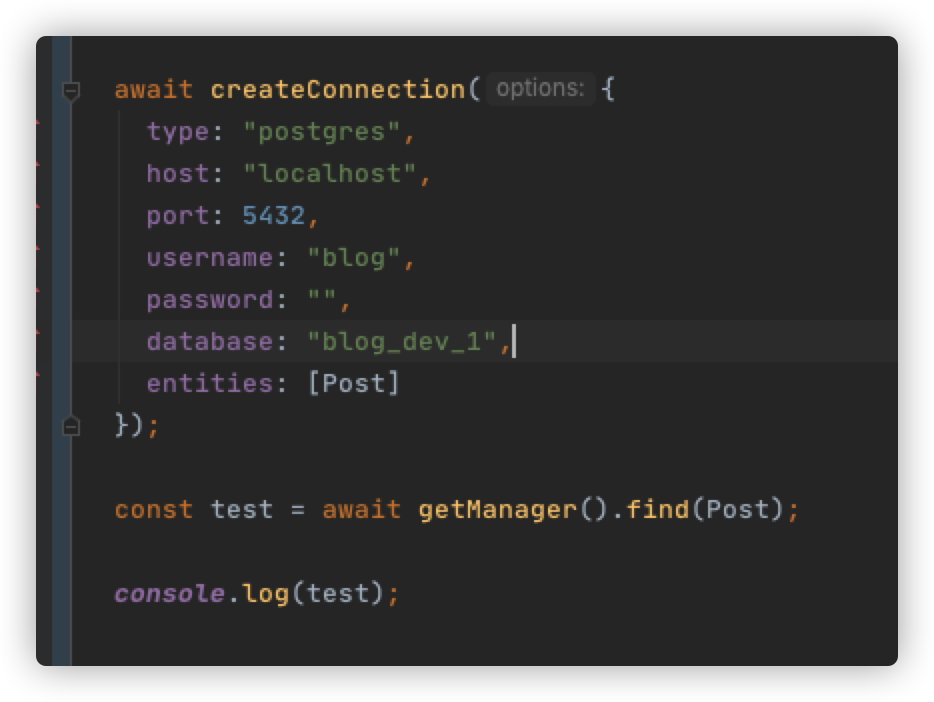 await createConnection( options: {
type: "postgres",
host: "localhost",
port: 5432,
username: "blog",
password: "",
database: "blog_dev_1",
entities: [Post]
});
const test = await getManager().find(Post);
console.log(test);